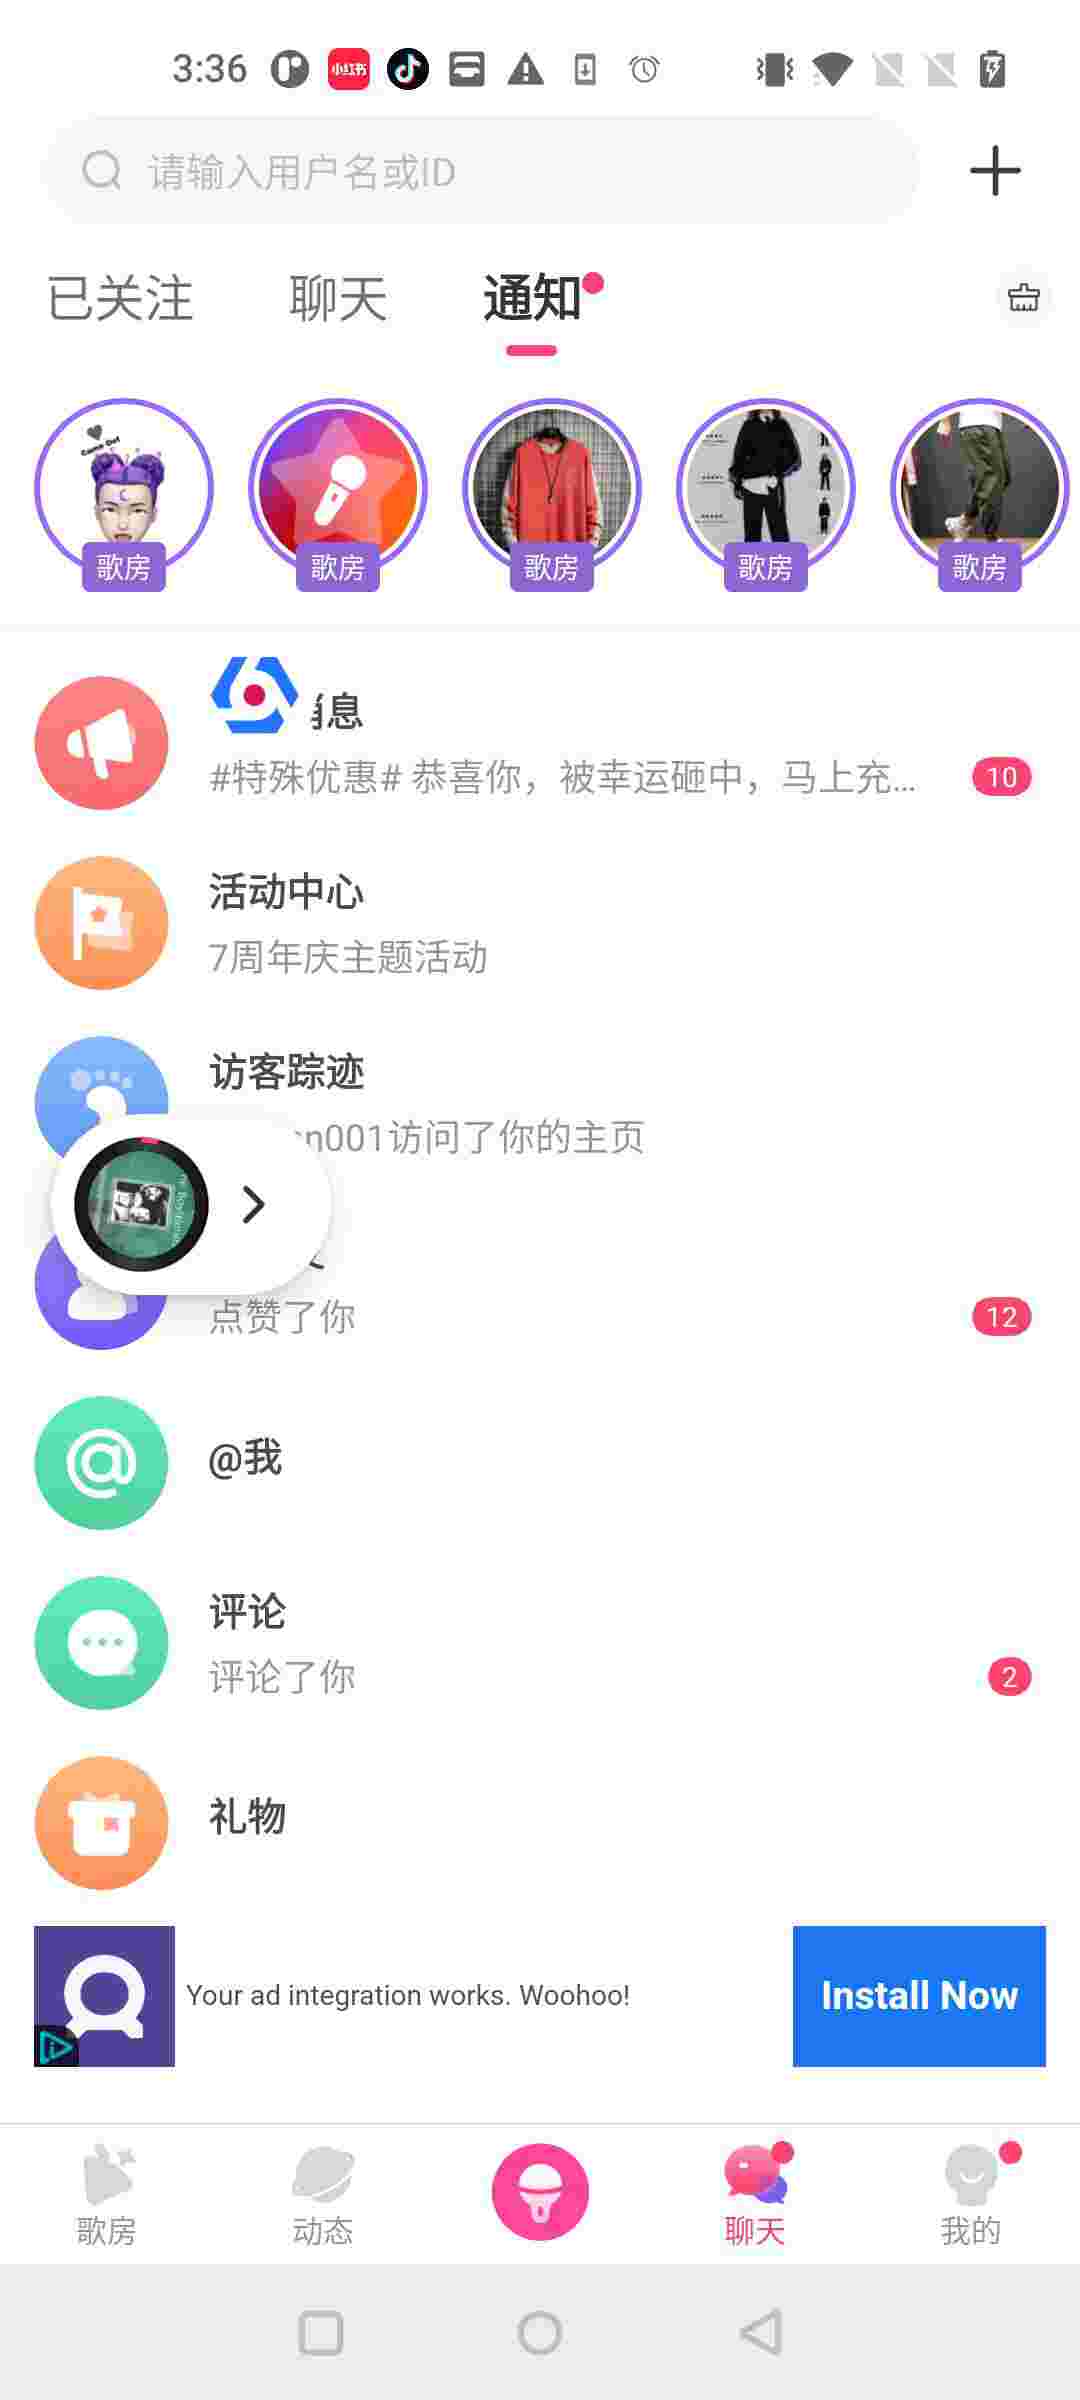 3:36
小红书
请输入用户名或ID
已关注
聊天
通知
Come On!
歌房
歌房
歌房
歌房
歌房
息
#特殊优惠# 恭喜你，被幸运砸中，马上充...
10
活动中心
7周年庆主题活动
访客踪迹
n001访问了你的主页
点赞了你
12
@我
评论
评论了你
2
礼物
Your ad integration works. Woohoo!
Install Now
歌房
动态
聊天
我的